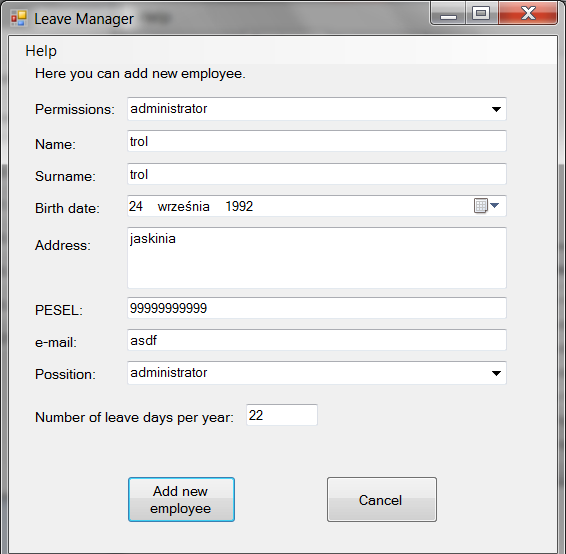 Leave Manager
Help
Here you can add new employee.
Permissions: administrator
Name: trol
Surname: trol
Birth date: 24 września 1992
Address: jaskinia
PESEL: 99999999999
e-mail: asdf
Possition: administrator
Number of leave days per year: 22
Add new
employee
Cancel